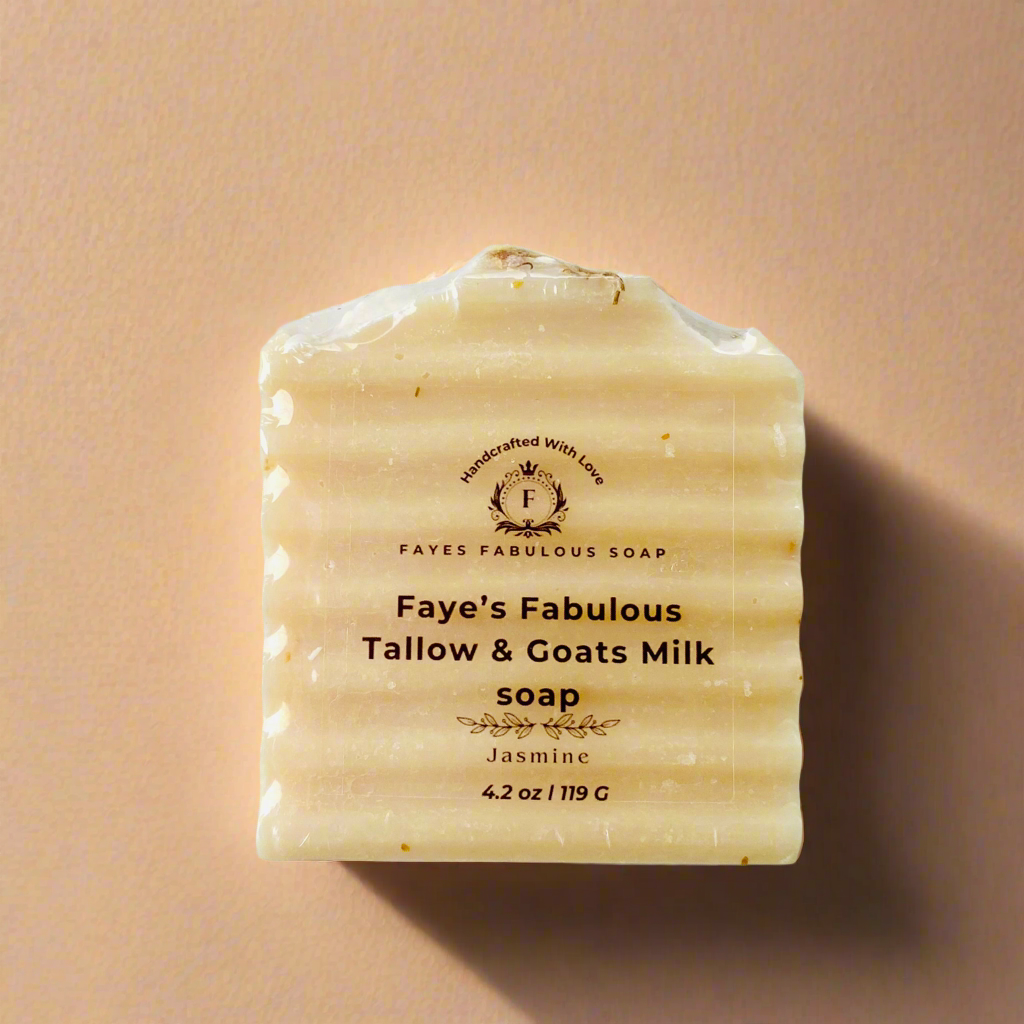 Handcrafted With Love
F
FAYES FABULOUS SOAP
Faye’s Fabulous
Tallow & Goats Milk
soap
Jasmine
4.2 oz | 119 G